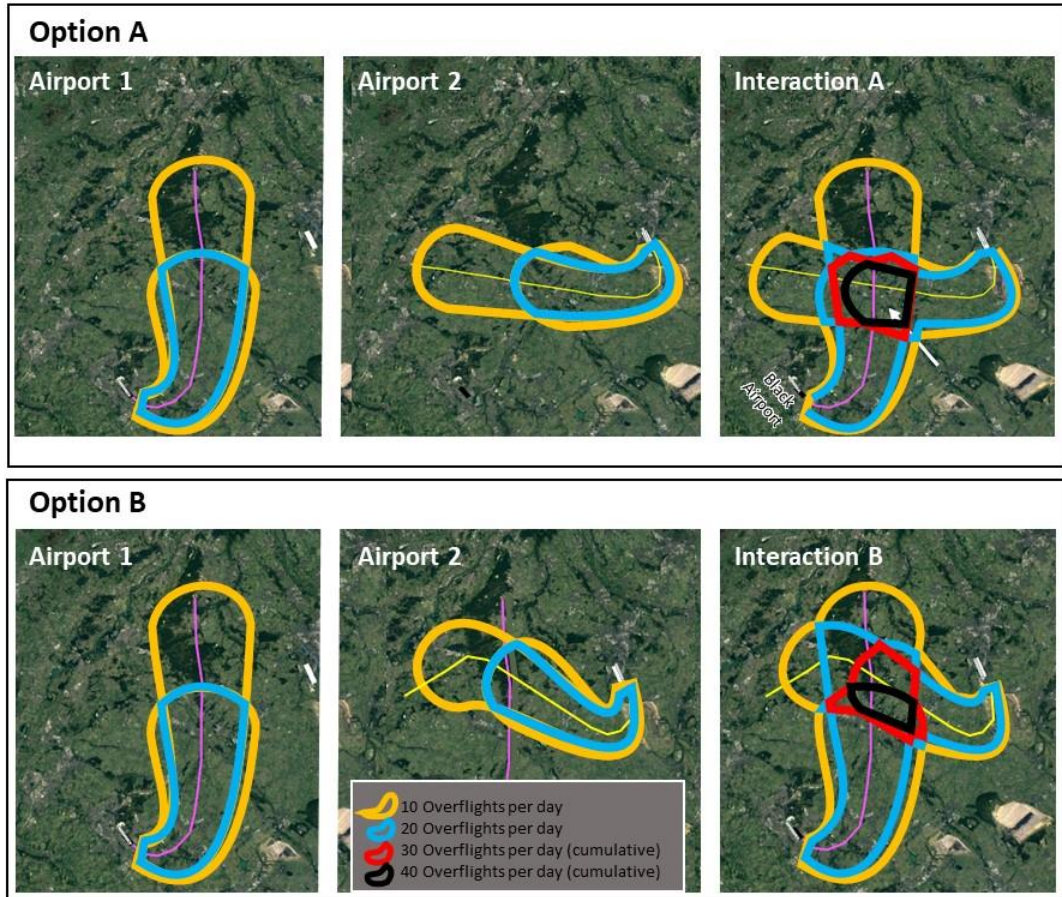 Option A
Airport 1
Airport 2
Interaction A
Black
Airport
Option B
Airport 1
Airport 2
Interaction B
10 Overflights per day
20 Overflights per day
30 Overflights per day (cumulative)
40 Overflights per day (cumulative)